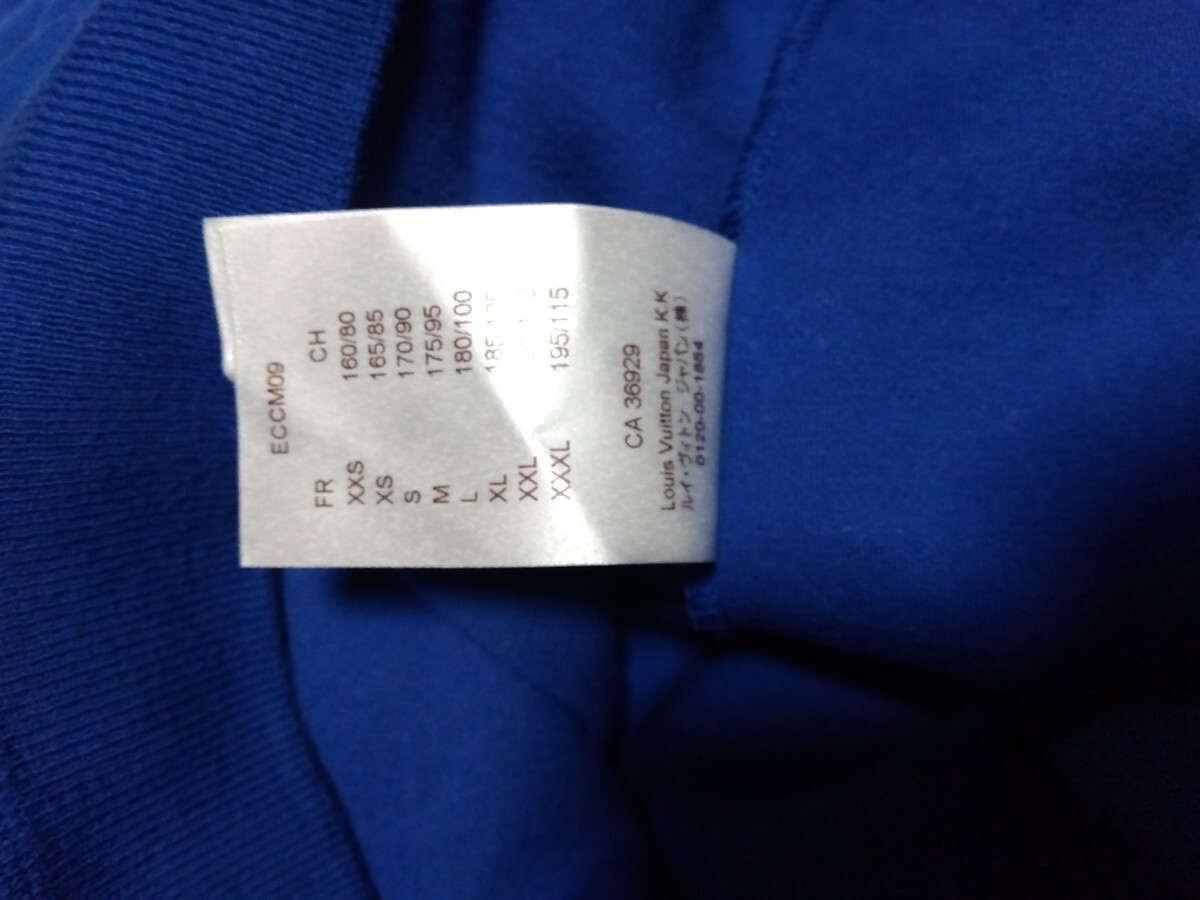 ECCM09
FR CH
XXS 160/80
XS 165/85
S 170/90
M 175/95
L 180/100
XL
XXL
XXXL 195/115
CA 36929
Louis Vuitton Japan K.K
ルイ・ヴィトン ジャパン(株)
0120-00-1854